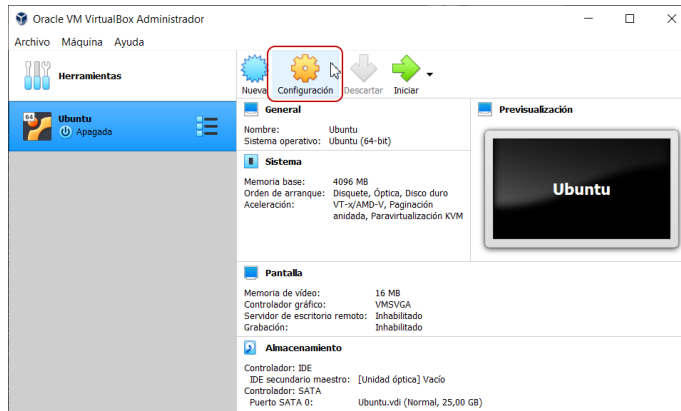 Oracle VM VirtualBox Administrador
Archivo Máquina Ayuda
Herramientas
Nueva Configuración Descartar Iniciar
64
Ubuntu
Apagada
General
Nombre: Ubuntu
Sistema operativo: Ubuntu (64-bit)
Previsualización
Ubuntu
Sistema
Memoria base: 4096 MB
Orden de arranque: Disquete, Óptica, Disco duro
Aceleración: VT-x/AMD-V, Paginación
anidada, Paravirtualización KVM
Pantalla
Memoria de vídeo: 16 MB
Controlador gráfico: VMSVGA
Servidor de escritorio remoto: Inhabilitado
Grabación: Inhabilitado
Almacenamiento
Controlador: IDE
IDE secundario maestro: [Unidad óptica] Vacío
Controlador: SATA
Puerto SATA 0: Ubuntu.vdi (Normal, 25,00 GB)